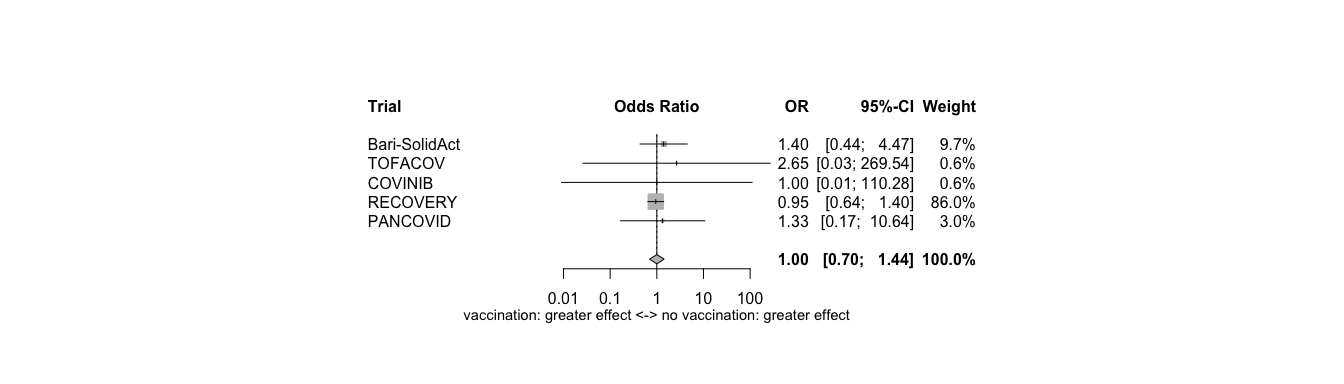 Trial Odds Ratio OR 95%-CI Weight
Bari-SolidAct 1.40 [0.44; 4.47] 9.7%
TOFACOV 2.65 [0.03; 269.54] 0.6%
COVINIB 1.00 [0.01; 110.28] 0.6%
RECOVERY 0.95 [0.64; 1.40] 86.0%
PANCOVID 1.33 [0.17; 10.64] 3.0%
1.00 [0.70; 1.44] 100.0%
0.01 0.1 1 10 100
vaccination: greater effect <-> no vaccination: greater effect